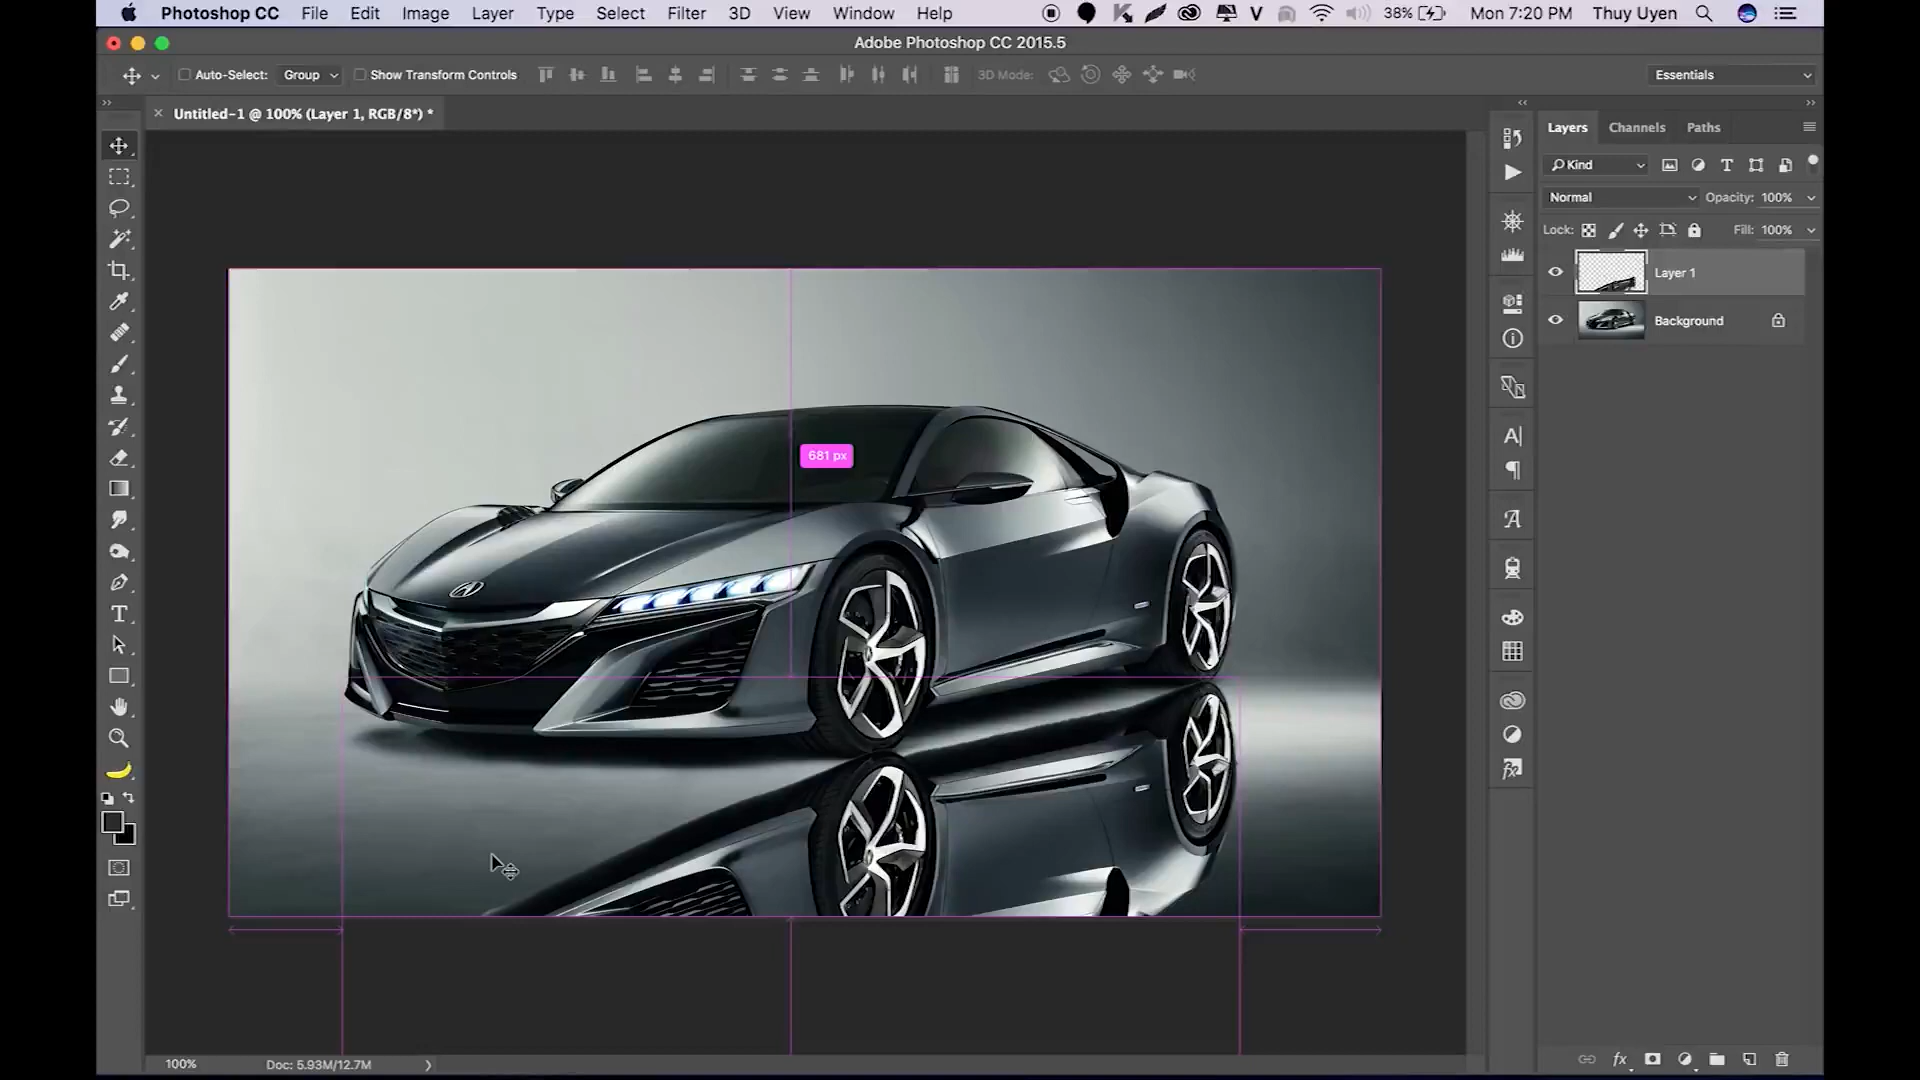 Photoshop CC File Edit Image Layer Type Select Filter 3D View Window Help V 38% Mon 7:20 PM Thuy Uyen
Adobe Photoshop CC 2015.5
Auto-Select: Group Show Transform Controls 3D Mode: Essentials
Untitled-1 @ 100% (Layer 1, RGB/8*) *
Layers Channels Paths
Kind
Normal Opacity: 100%
Lock: Fill: 100%
Layer 1
Background
681 px
100% Doc: 5.93M/12.7M